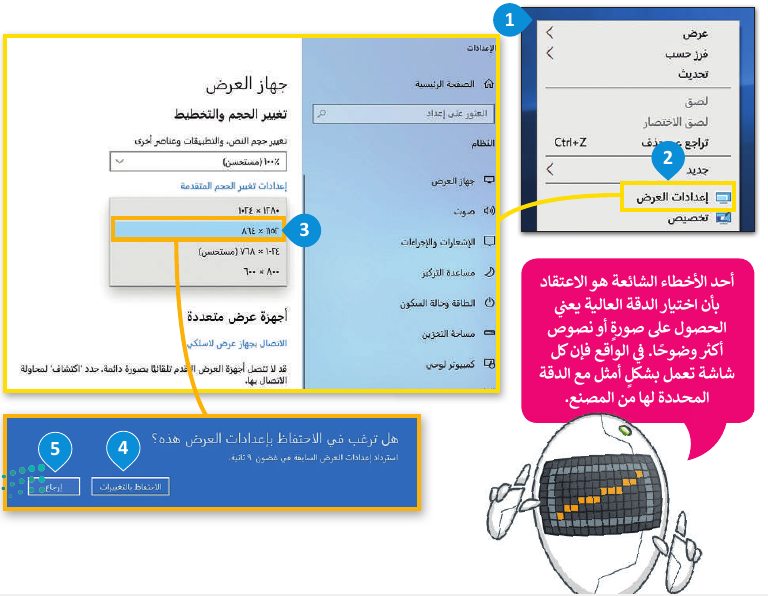 1
عرض
فرز حسب
تحديث
لصق
لصق الاختصار
تراجع عن حذف Ctrl+Z
2
جديد
إعدادات العرض
تخصيص
الإعدادات
الصفحة الرئيسية
العثور على إعداد
النظام
جهاز العرض
صوت
الإشعارات والإجراءات
مساعدة التركيز
الطاقة وحالة السكون
مساحة التخزين
كمبيوتر لوحي
جهاز العرض
تغيير الحجم والتخطيط
تغيير حجم النص، والتطبيقات وعناصر أخرى
١٠٠٪ (مستحسن)
إعدادات تغيير الحجم المتقدمة
١٢٨٠ × ١٠٢٤
١١٥٢ × ٨٦٤
3
١٠٢٤ × ٧٦٨ (مستحسن)
٨٠٠ × ٦٠٠
أجهزة عرض متعددة
الاتصال بجهاز عرض لاسلكي
قد لا تتصل أجهزة العرض الأقدم تلقائيًا بصورة دائمة. حدد "اكتشاف" لمحاولة
الاتصال بها.
أحد الأخطاء الشائعة هو الاعتقاد
بأن اختيار الدقة العالية يعني
الحصول على صورةٍ أو نصوص
أكثر وضوحًا. في الواقع فإن كل
شاشة تعمل بشكلٍ أمثل مع الدقة
المحددة لها من المصنع.
هل ترغب في الاحتفاظ بإعدادات العرض هذه؟
استرداد إعدادات العرض السابقة في غضون ٩ ثانية.
4
5
الاحتفاظ بالتغييرات
إرجاع